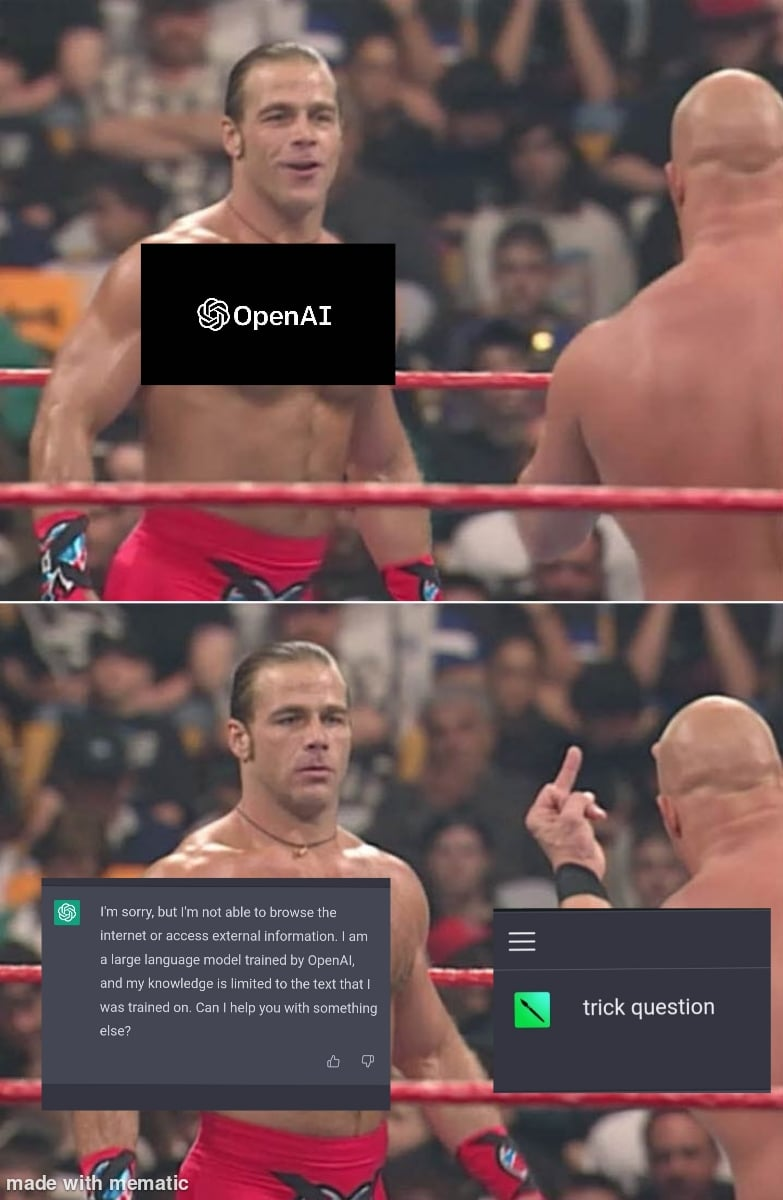 OpenAI
I'm sorry, but I'm not able to browse the
internet or access external information. I am
a large language model trained by OpenAI,
and my knowledge is limited to the text that I
was trained on. Can I help you with something
else?
trick question
made with mematic